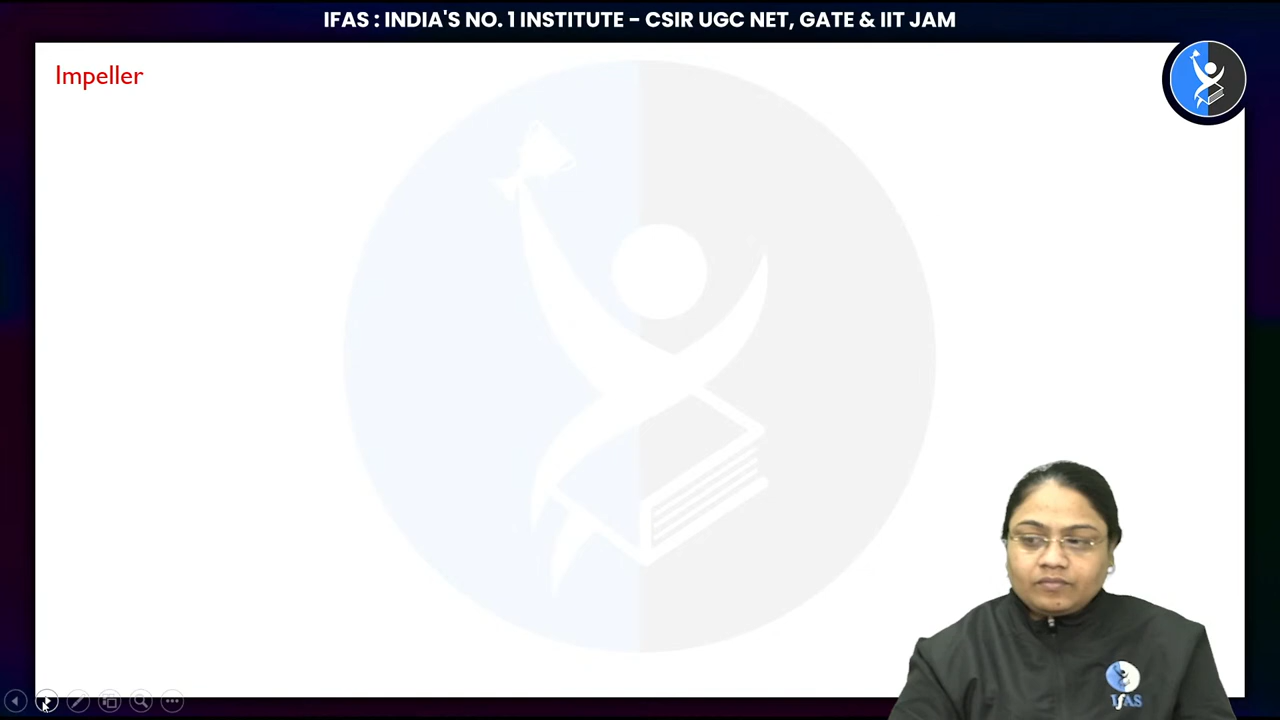 IFAS : INDIA'S NO. 1 INSTITUTE – CSIR UGC NET, GATE & IIT JAM
Impeller
IFAS